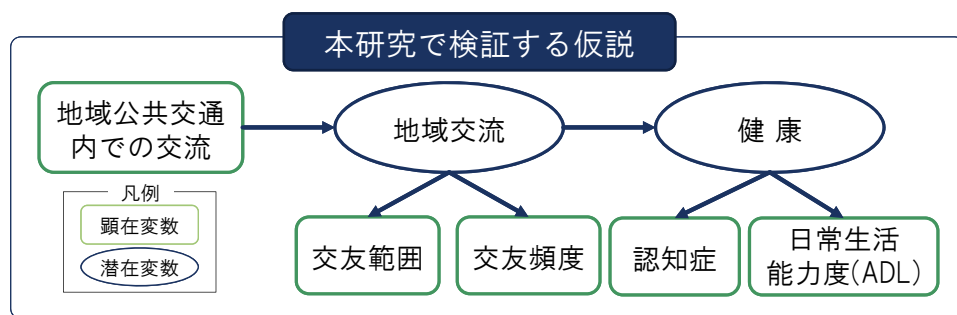 本研究で検証する仮説
地域公共交通
内での交流
地域交流
健 康
凡例
顕在変数
潜在変数
交友範囲
交友頻度
認知症
日常生活
能力度(ADL)